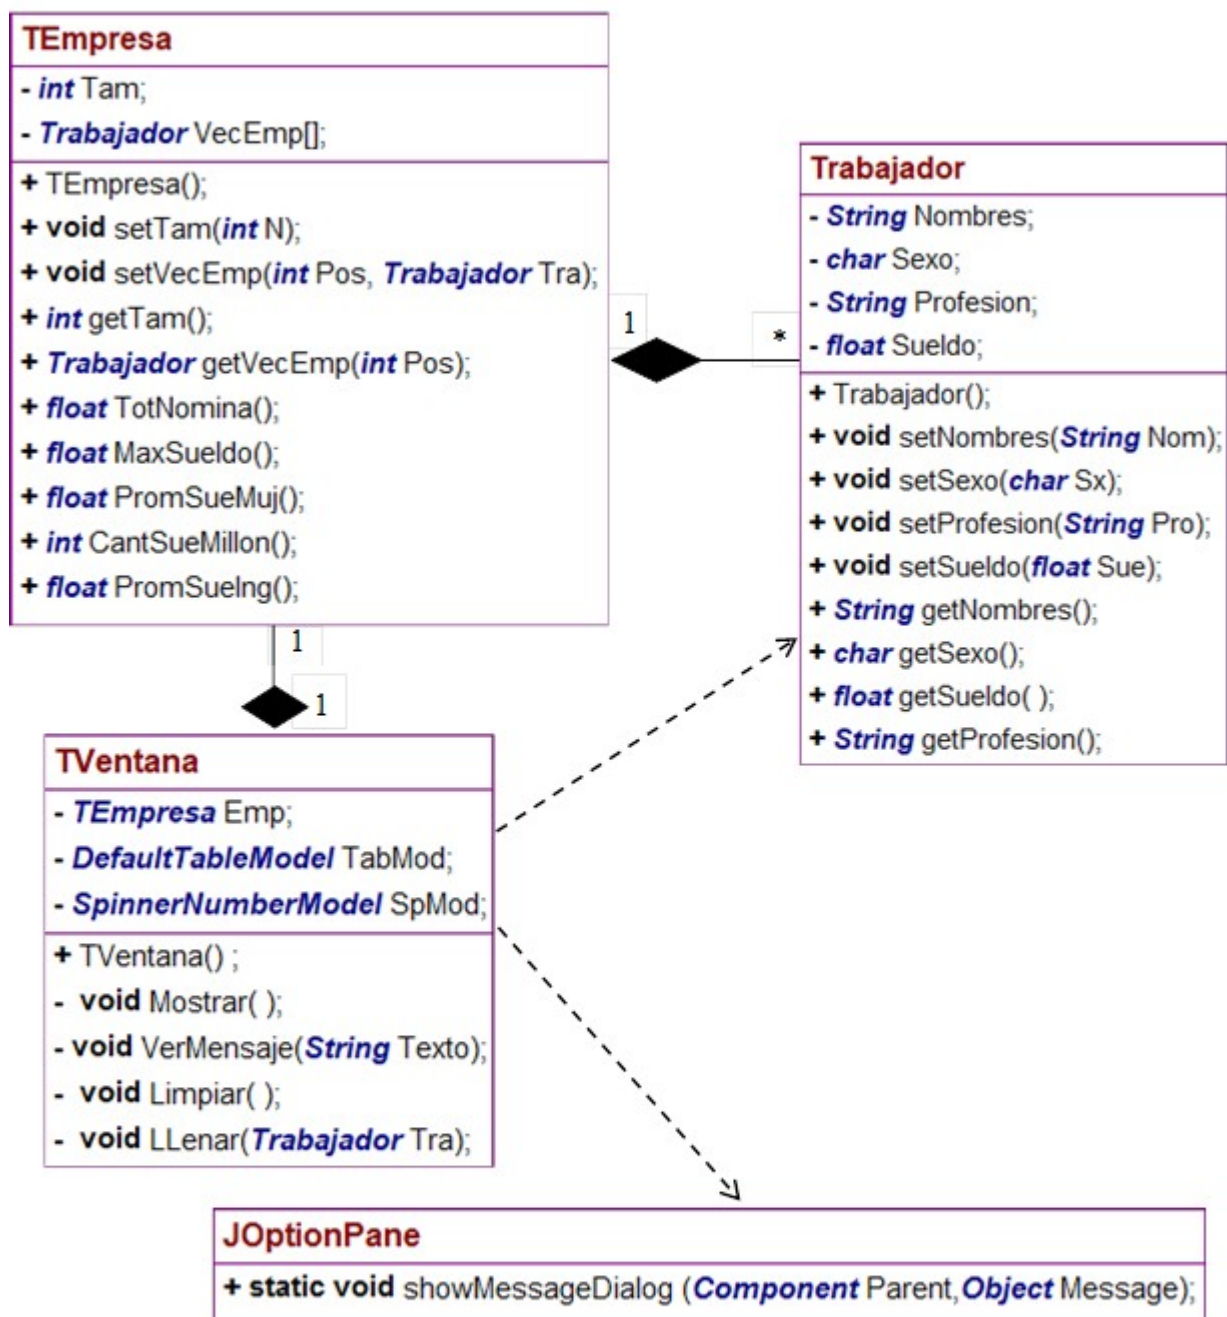 TEmpresa
- int Tam;
- Trabajador VecEmp[];
+ TEmpresa();
+ void setTam(int N);
+ void setVecEmp(int Pos, Trabajador Tra);
+ int getTam();
+ Trabajador getVecEmp(int Pos);
+ float TotNomina();
+ float MaxSueldo();
+ float PromSueMuj();
+ int CantSueMillon();
+ float PromSueIng();
1
*
Trabajador
- String Nombres;
- char Sexo;
- String Profesion;
- float Sueldo;
+ Trabajador();
+ void setNombres(String Nom);
+ void setSexo(char Sx);
+ void setProfesion(String Pro);
+ void setSueldo(float Sue);
+ String getNombres();
+ char getSexo();
+ float getSueldo( );
+ String getProfesion();
1
1
TVentana
- TEmpresa Emp;
- DefaultTableModel TabMod;
- SpinnerNumberModel SpMod;
+ TVentana() ;
- void Mostrar( );
- void VerMensaje(String Texto);
- void Limpiar( );
- void LLenar(Trabajador Tra);
JOptionPane
+ static void showMessageDialog (Component Parent,Object Message);